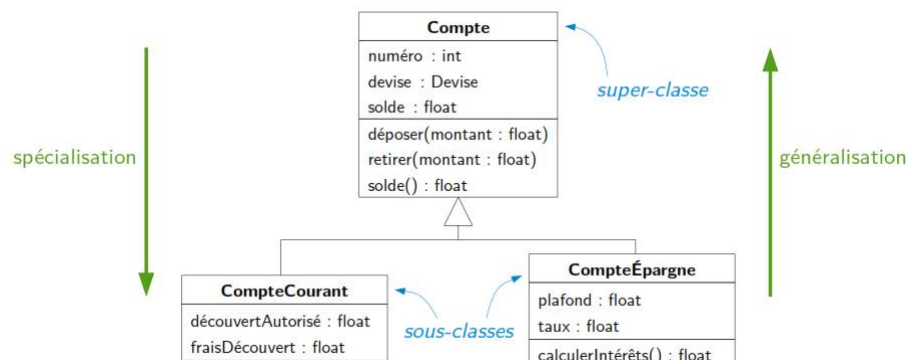 Compte
numéro : int
devise : Devise
solde : float
super-classe
déposer(montant : float)
retirer(montant : float)
solde() : float
spécialisation
généralisation
CompteCourant
découvertAutorisé : float
fraisDécouvert : float
sous-classes
CompteÉpargne
plafond : float
taux : float
calculerIntérêts() : float